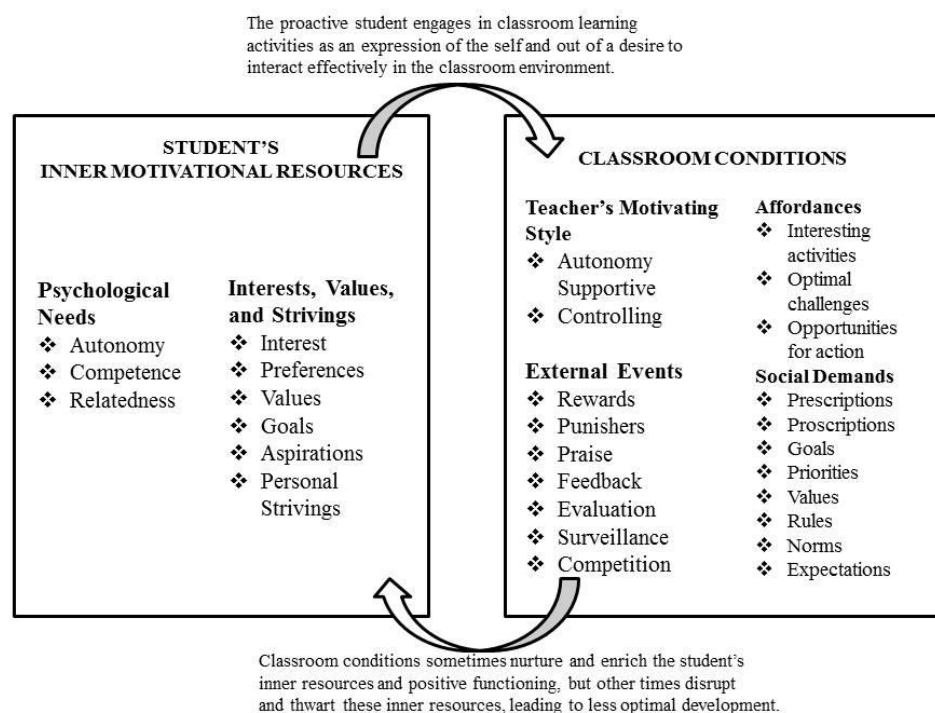 The proactive student engages in classroom learning
activities as an expression of the self and out of a desire to
interact effectively in the classroom environment.
STUDENT'S
INNER MOTIVATIONAL RESOURCES
Psychological
Needs
❖ Autonomy
❖ Competence
❖ Relatedness
Interests, Values,
and Strivings
❖ Interest
❖ Preferences
❖ Values
❖ Goals
❖ Aspirations
❖ Personal
Strivings
CLASSROOM CONDITIONS
Teacher's Motivating
Style
❖ Autonomy
Supportive
❖ Controlling
External Events
❖ Rewards
❖ Punishers
❖ Praise
❖ Feedback
❖ Evaluation
❖ Surveillance
❖ Competition
Affordances
❖ Interesting
activities
❖ Optimal
challenges
❖ Opportunities
for action
Social Demands
❖ Prescriptions
❖ Proscriptions
❖ Goals
❖ Priorities
❖ Values
❖ Rules
❖ Norms
❖ Expectations
Classroom conditions sometimes nurture and enrich the student's
inner resources and positive functioning, but other times disrupt
and thwart these inner resources, leading to less optimal development.